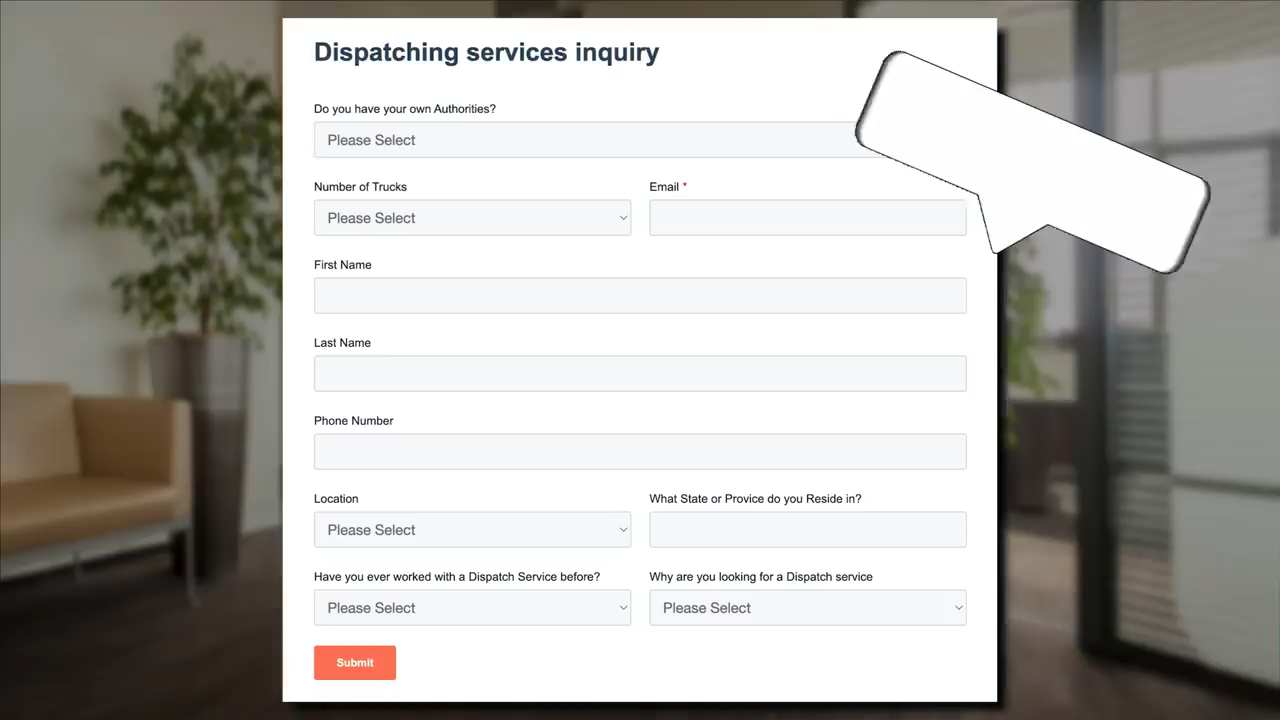 Dispatching services inquiry
Do you have your own Authorities?
Please Select
Number of Trucks
Email *
Please Select
First Name
Last Name
Phone Number
Location
What State or Provice do you Reside in?
Please Select
Have you ever worked with a Dispatch Service before?
Why are you looking for a Dispatch service
Please Select
Please Select
Submit